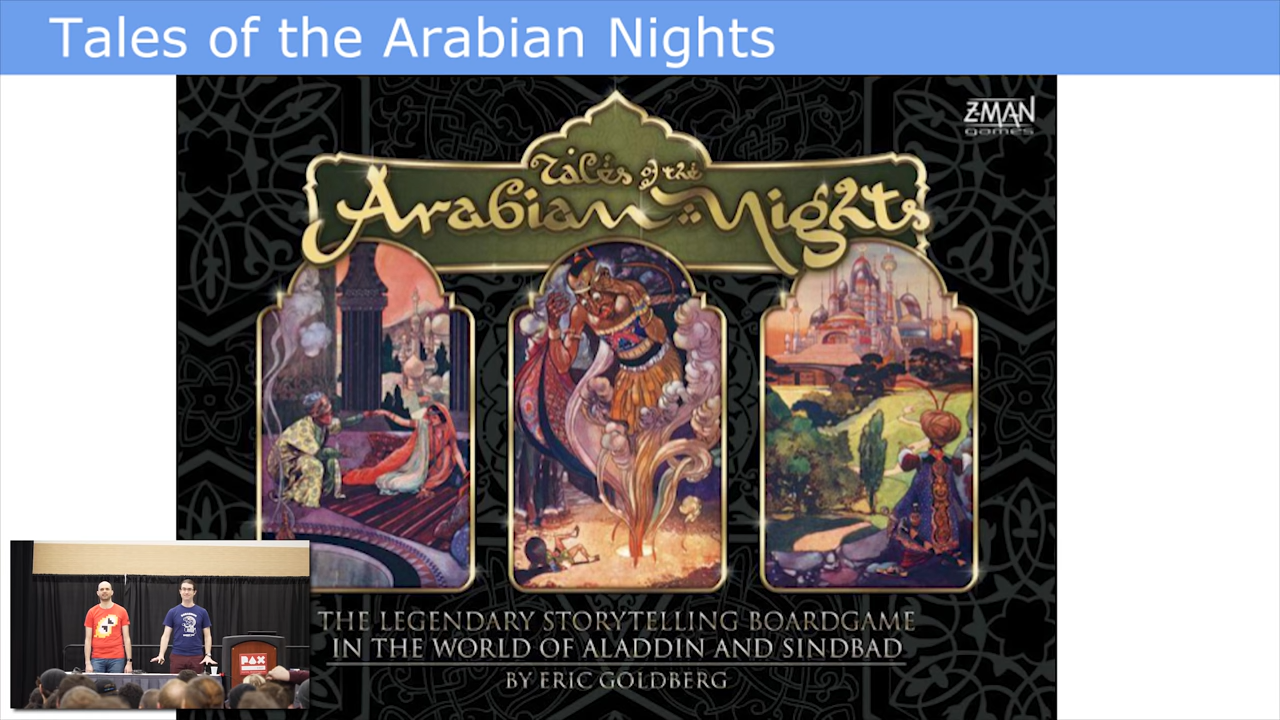 Tales of the Arabian Nights
Z-MAN
games
Tales of the
Arabian Nights
THE LEGENDARY STORYTELLING BOARDGAME
IN THE WORLD OF ALADDIN AND SINDBAD
BY ERIC GOLDBERG
PAX